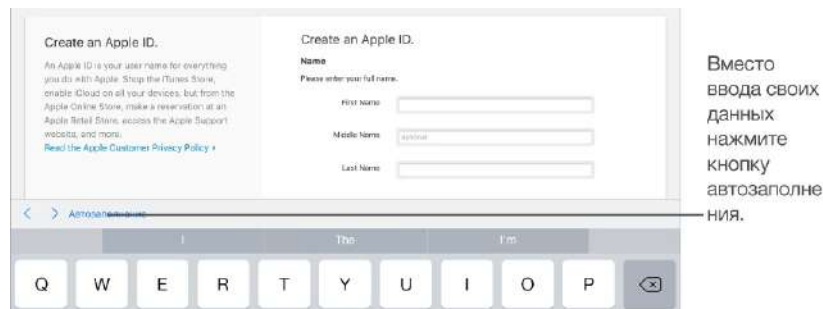 Create an Apple ID.
An Apple ID is your user name for everything
you do with Apple. Shop the iTunes Store,
enable iCloud on all your devices, buy from the
Apple Online Store, make a reservation at an
Apple Retail Store, access the Apple Support
website, and more.
Read the Apple Customer Privacy Policy
Create an Apple ID.
Name
Please enter your full name.
First Name
Middle Name
Last Name
Автозаполнение
I
The
I'm
Q W E R T Y U I O P
Вместо
ввода своих
данных
нажмите
кнопку
автозаполне
ния.